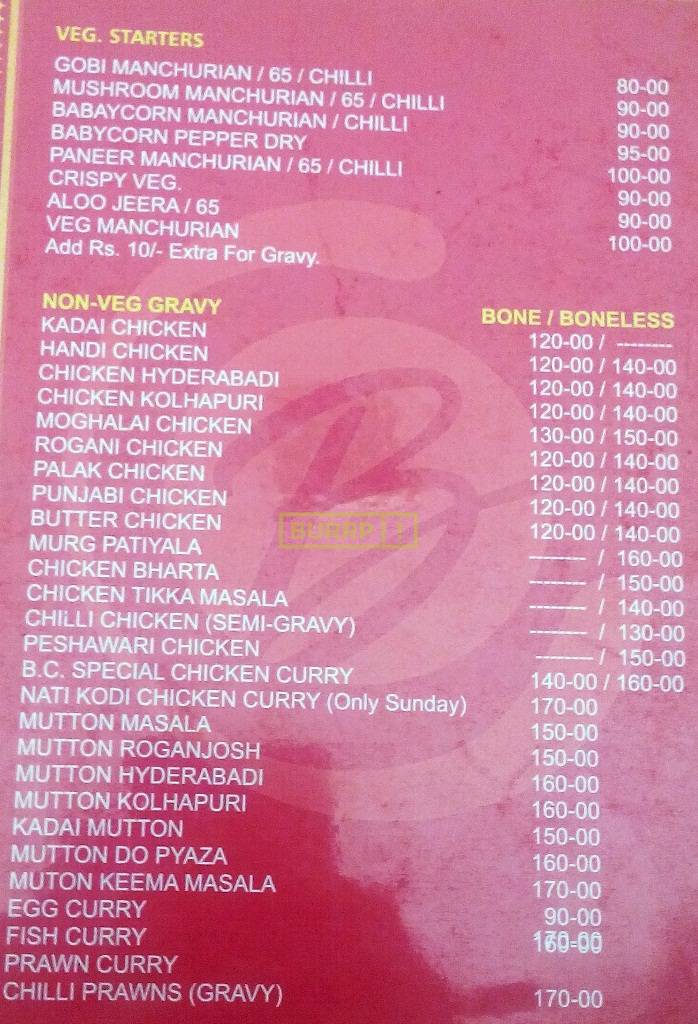 VEG. STARTERS
GOBI MANCHURIAN / 65 / CHILLI 80-00
MUSHROOM MANCHURIAN / 65 / CHILLI 90-00
BABAYCORN MANCHURIAN / CHILLI 90-00
BABYCORN PEPPER DRY 95-00
PANEER MANCHURIAN / 65 / CHILLI 100-00
CRISPY VEG. 90-00
ALOO JEERA / 65 90-00
VEG MANCHURIAN 100-00
Add Rs. 10/- Extra For Gravy.
NON-VEG GRAVY BONE / BONELESS
KADAI CHICKEN 120-00 / ---------
HANDI CHICKEN 120-00 / 140-00
CHICKEN HYDERABADI 120-00 / 140-00
CHICKEN KOLHAPURI 120-00 / 140-00
MOGHALAI CHICKEN 130-00 / 150-00
ROGANI CHICKEN 120-00 / 140-00
PALAK CHICKEN 120-00 / 140-00
PUNJABI CHICKEN 120-00 / 140-00
BUTTER CHICKEN 120-00 / 140-00
MURG PATIYALA --------- / 160-00
CHICKEN BHARTA --------- / 150-00
CHICKEN TIKKA MASALA --------- / 140-00
CHILLI CHICKEN (SEMI-GRAVY) --------- / 130-00
PESHAWARI CHICKEN --------- / 150-00
B.C. SPECIAL CHICKEN CURRY 140-00 / 160-00
NATI KODI CHICKEN CURRY (Only Sunday) 170-00
MUTTON MASALA 150-00
MUTTON ROGANJOSH 150-00
MUTTON HYDERABADI 160-00
MUTTON KOLHAPURI 160-00
KADAI MUTTON 150-00
MUTTON DO PYAZA 160-00
MUTON KEEMA MASALA 170-00
EGG CURRY 90-00
FISH CURRY
PRAWN CURRY
CHILLI PRAWNS (GRAVY) 170-00
BURRP !